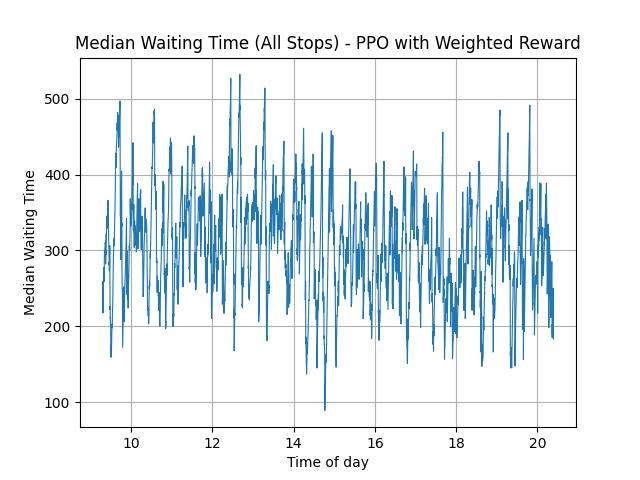 Median Waiting Time (All Stops) - PPO with Weighted Reward
500
400
300
200
100
Median Waiting Time
10 12 14 16 18 20
Time of day